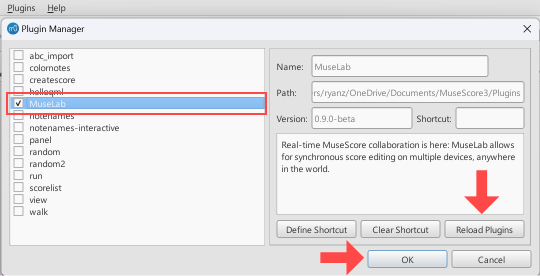 Plugins Help
Plugin Manager
abc_import
colornotes
createscore
helloqml
MuseLab
notenames
notenames-interactive
panel
random
random2
run
scorelist
view
walk
Name: MuseLab
Path: rs/ryanz/OneDrive/Documents/MuseScore3/Plugins
Version: 0.9.0-beta Shortcut:
Real-time MuseScore collaboration is here: MuseLab allows
for synchronous score editing on multiple devices, anywhere
in the world.
Define Shortcut Clear Shortcut Reload Plugins
OK Cancel